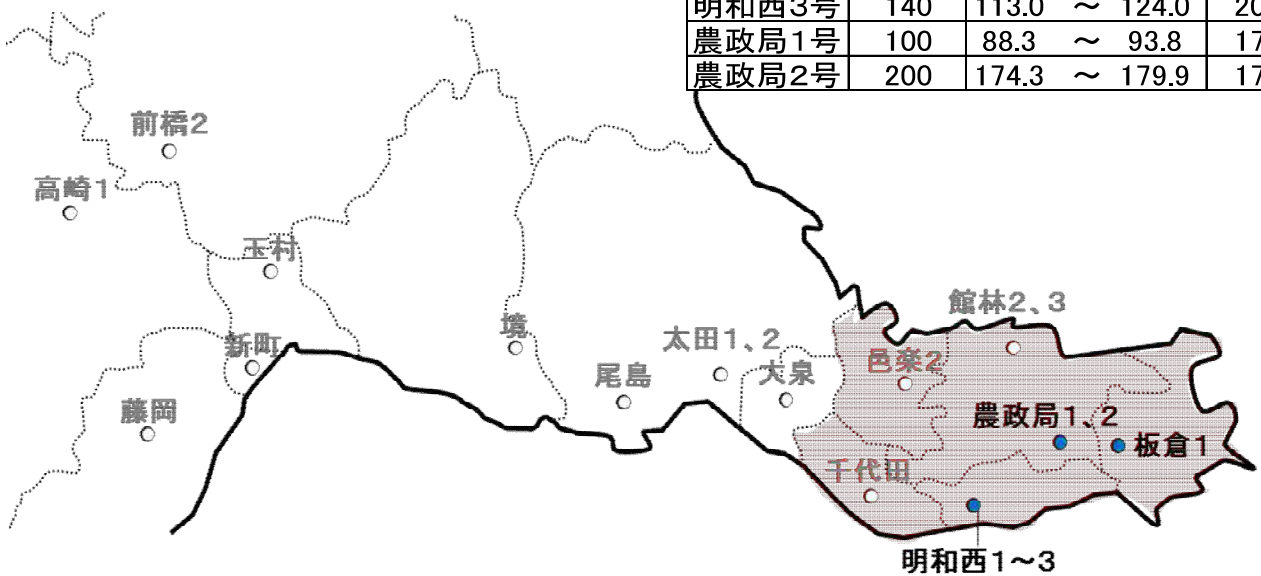 明和西3号 140 113.0 ～ 124.0 20
農政局1号 100 88.3 ～ 93.8 17
農政局2号 200 174.3 ～ 179.9 17
前橋2
高崎1
玉村
館林2、3
境
新町
太田1、2
邑楽2
尾島
大泉
藤岡
農政局1、2
板倉1
千代田
明和西1～3